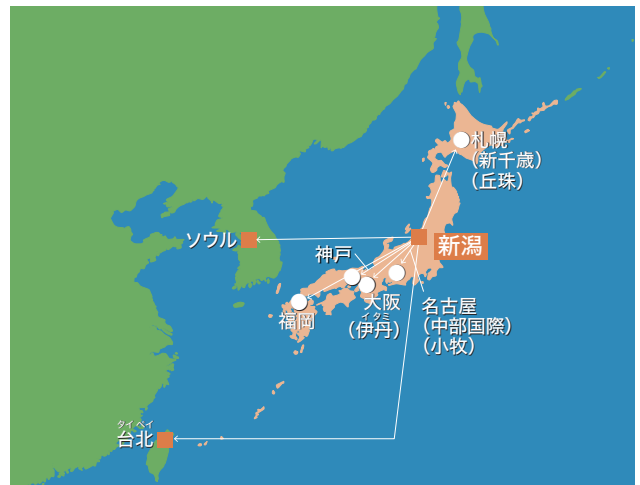 札幌
（新千歳）
（丘珠）
ソウル
新潟
神戸
福岡
大阪
イタミ
（伊丹）
名古屋
（中部国際）
（小牧）
タイペイ
台北